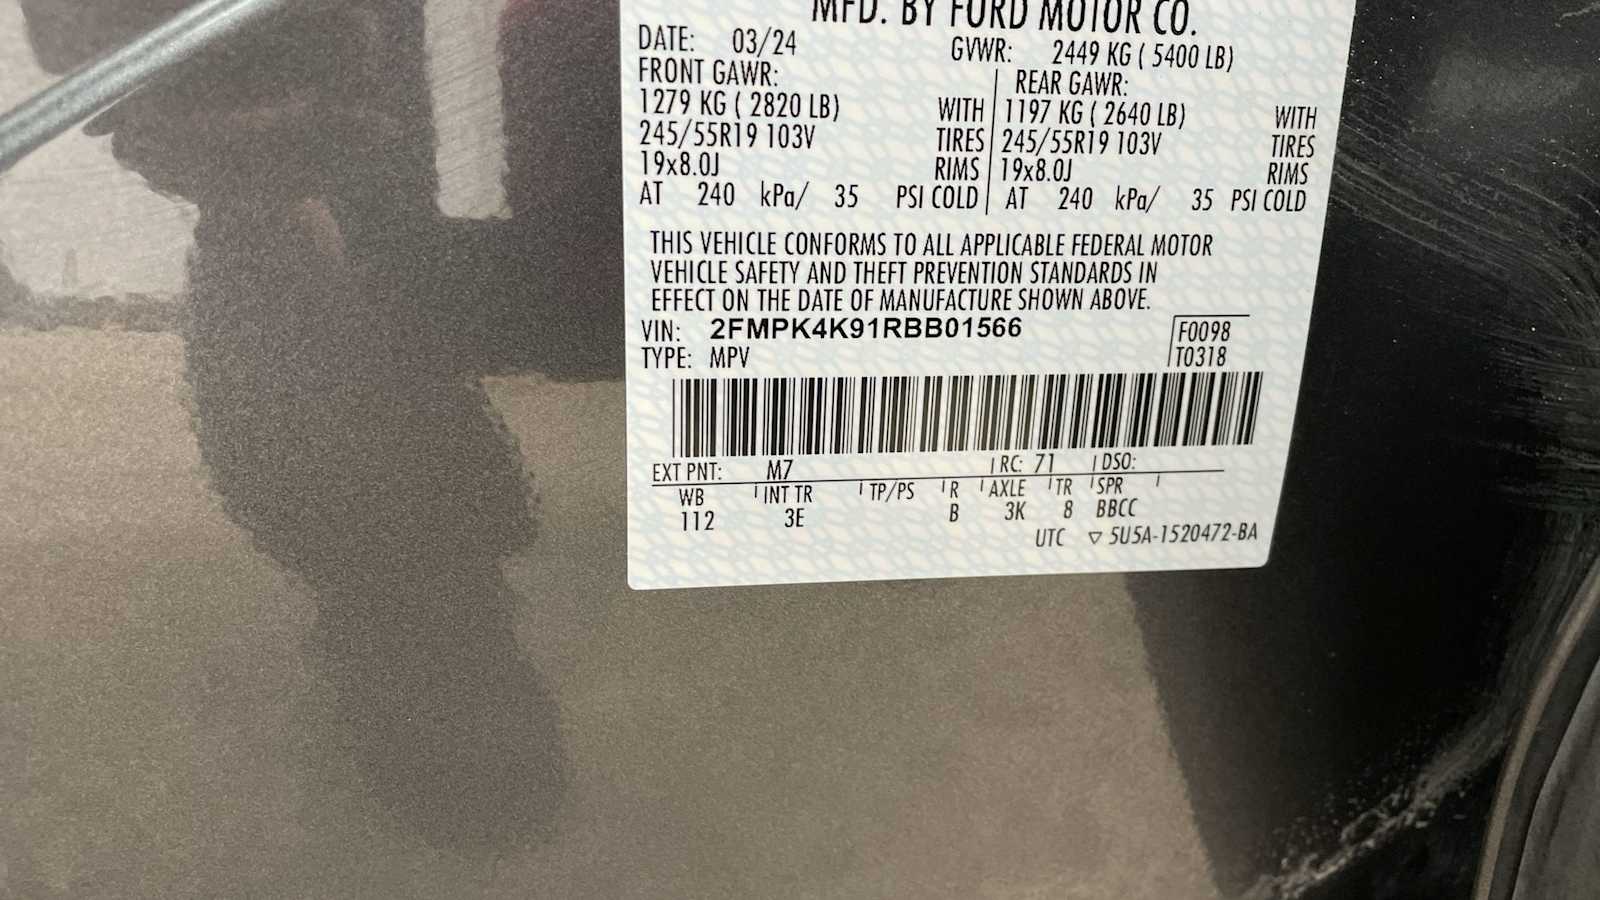 MFD. BY FORD MOTOR CO.
DATE: 03/24 GVWR: 2449 KG ( 5400 LB)
FRONT GAWR: REAR GAWR:
1279 KG ( 2820 LB) WITH 1197 KG ( 2640 LB) WITH
245/55R19 103V TIRES 245/55R19 103V TIRES
19x8.0J RIMS 19x8.0J RIMS
AT 240 kPa/ 35 PSI COLD AT 240 kPa/ 35 PSI COLD
THIS VEHICLE CONFORMS TO ALL APPLICABLE FEDERAL MOTOR
VEHICLE SAFETY AND THEFT PREVENTION STANDARDS IN
EFFECT ON THE DATE OF MANUFACTURE SHOWN ABOVE.
VIN: 2FMPK4K91RBB01566 F0098
TYPE: MPV T0318
EXT PNT: M7 RC: 71 DSO:
WB INT TR TP/PS R AXLE TR SPR
112 3E B 3K 8 BBCC
UTC ▽ 5U5A-1520472-BA